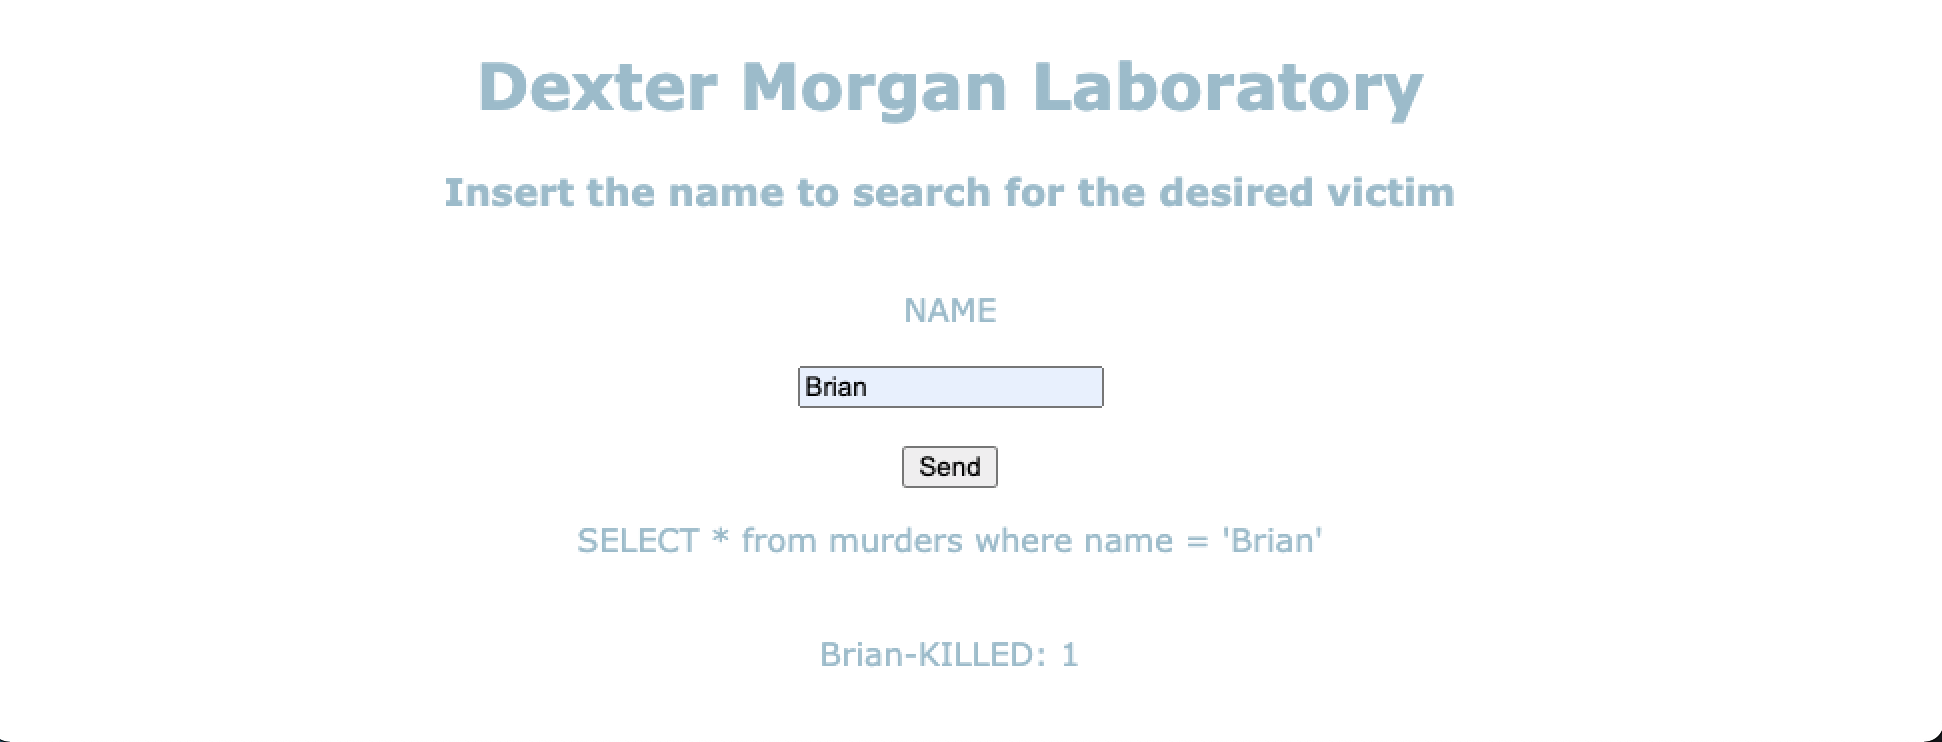 Dexter Morgan Laboratory
Insert the name to search for the desired victim
NAME
Brian
Send
SELECT * from murders where name = 'Brian'
Brian-KILLED: 1